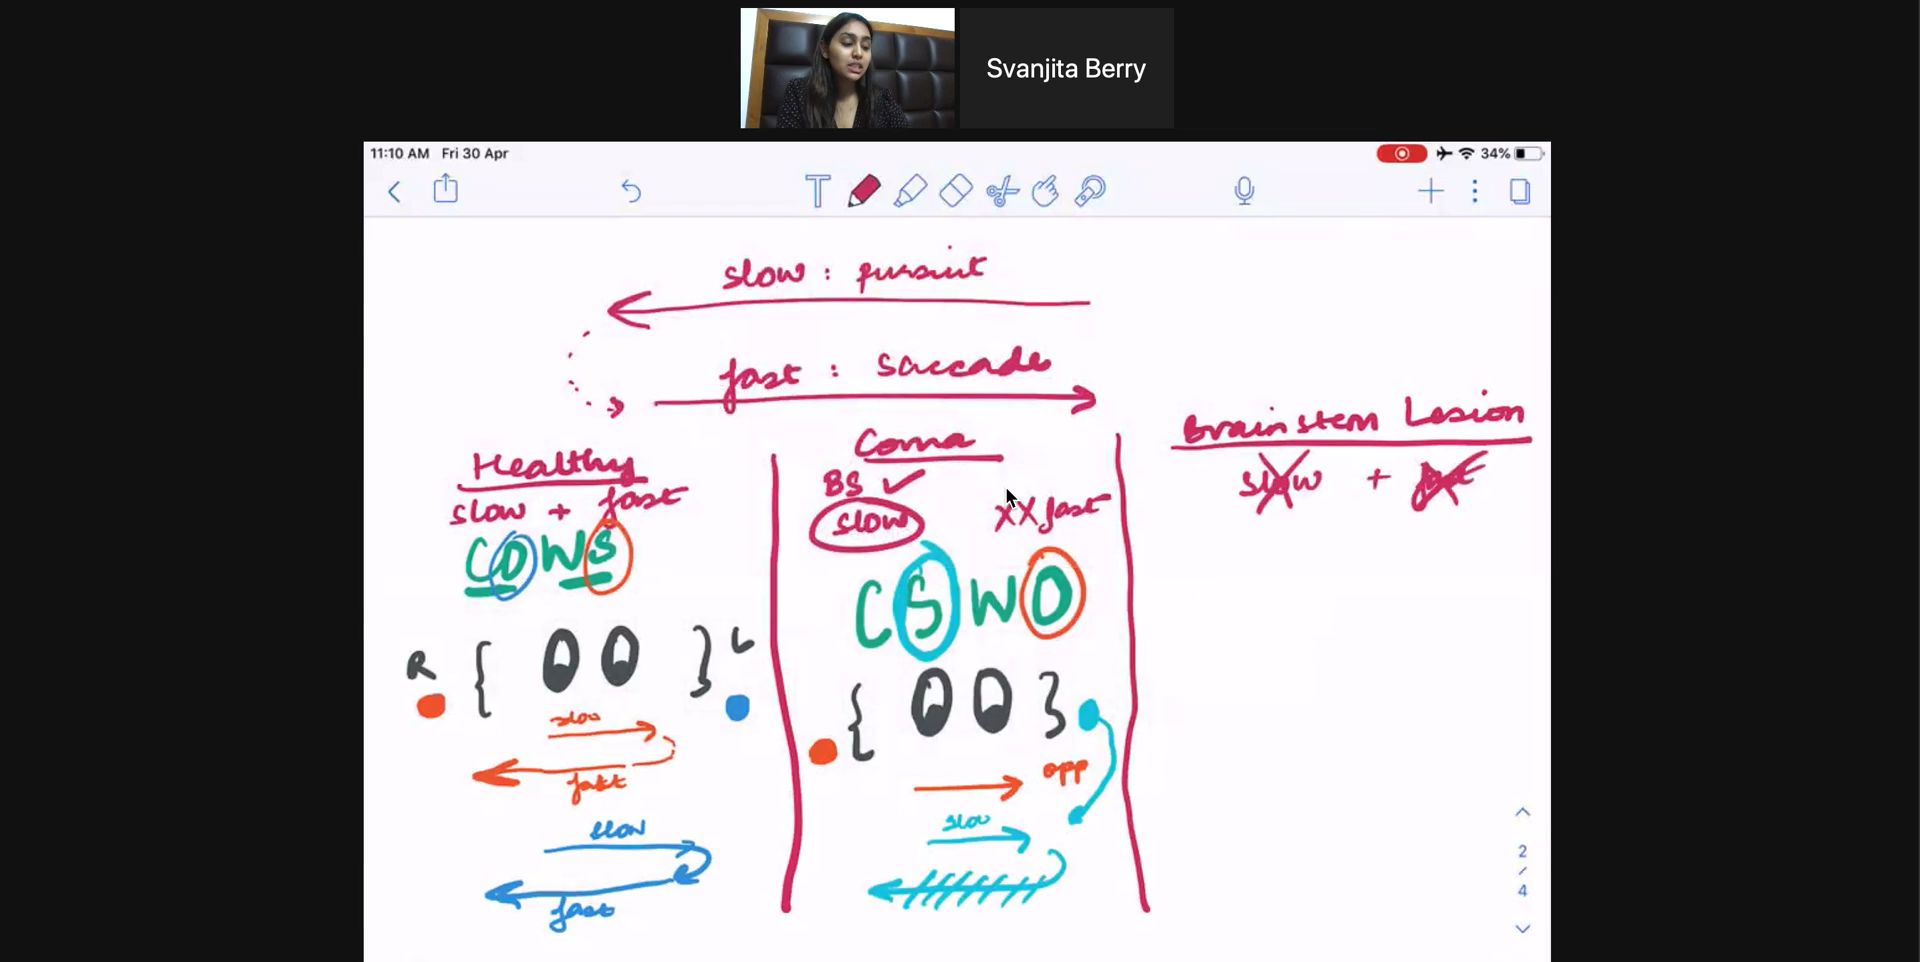 Svanjita Berry
11:10 AM Fri 30 Apr
34%
T
slow : pursuit
fast : saccade
Healthy
slow + fast
COWS
R { } L
slow
fast
slow
fast
Coma
BS ✓
slow XX fast
CSWO
{ }
opp
slow
Brainstem Lesion
slow + fast
2
/
4